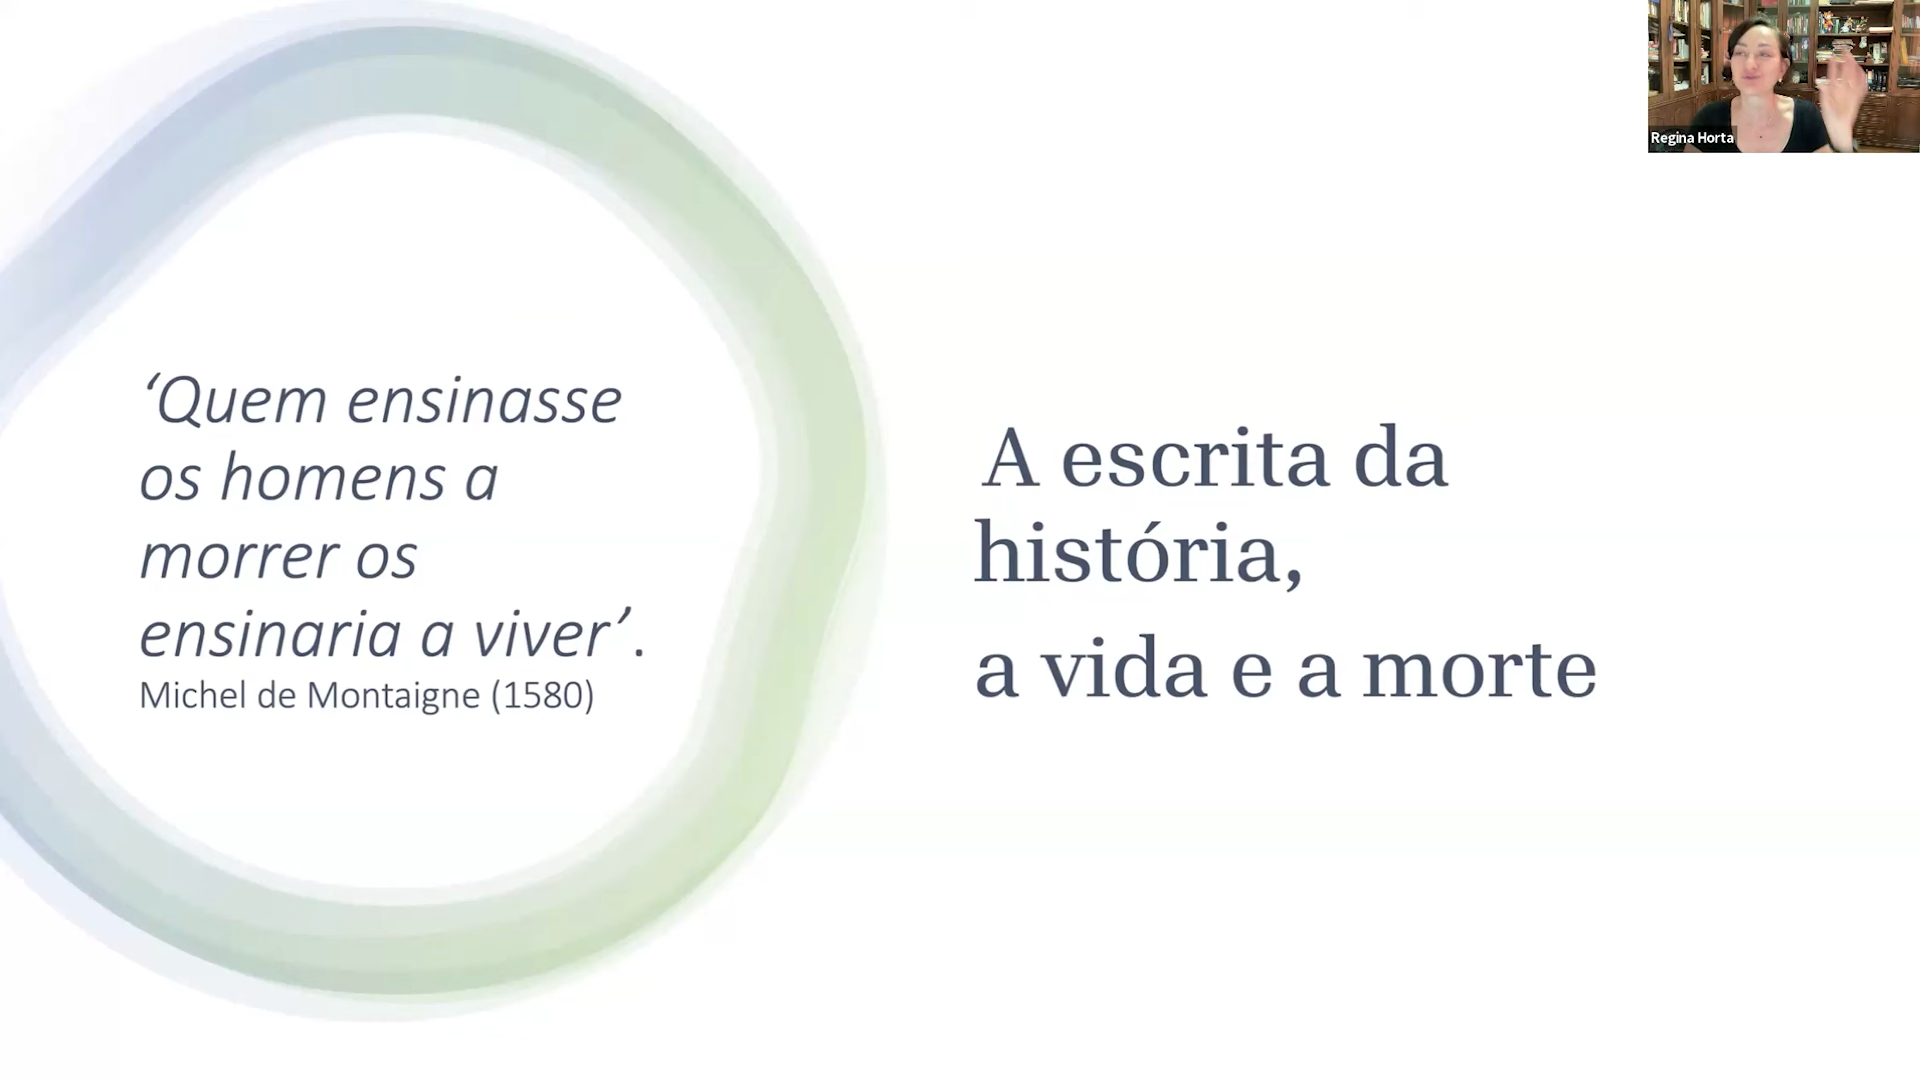 ‘Quem ensinasse
os homens a
morrer os
ensinaria a viver’.
Michel de Montaigne (1580)
A escrita da
história,
a vida e a morte
Regina Horta